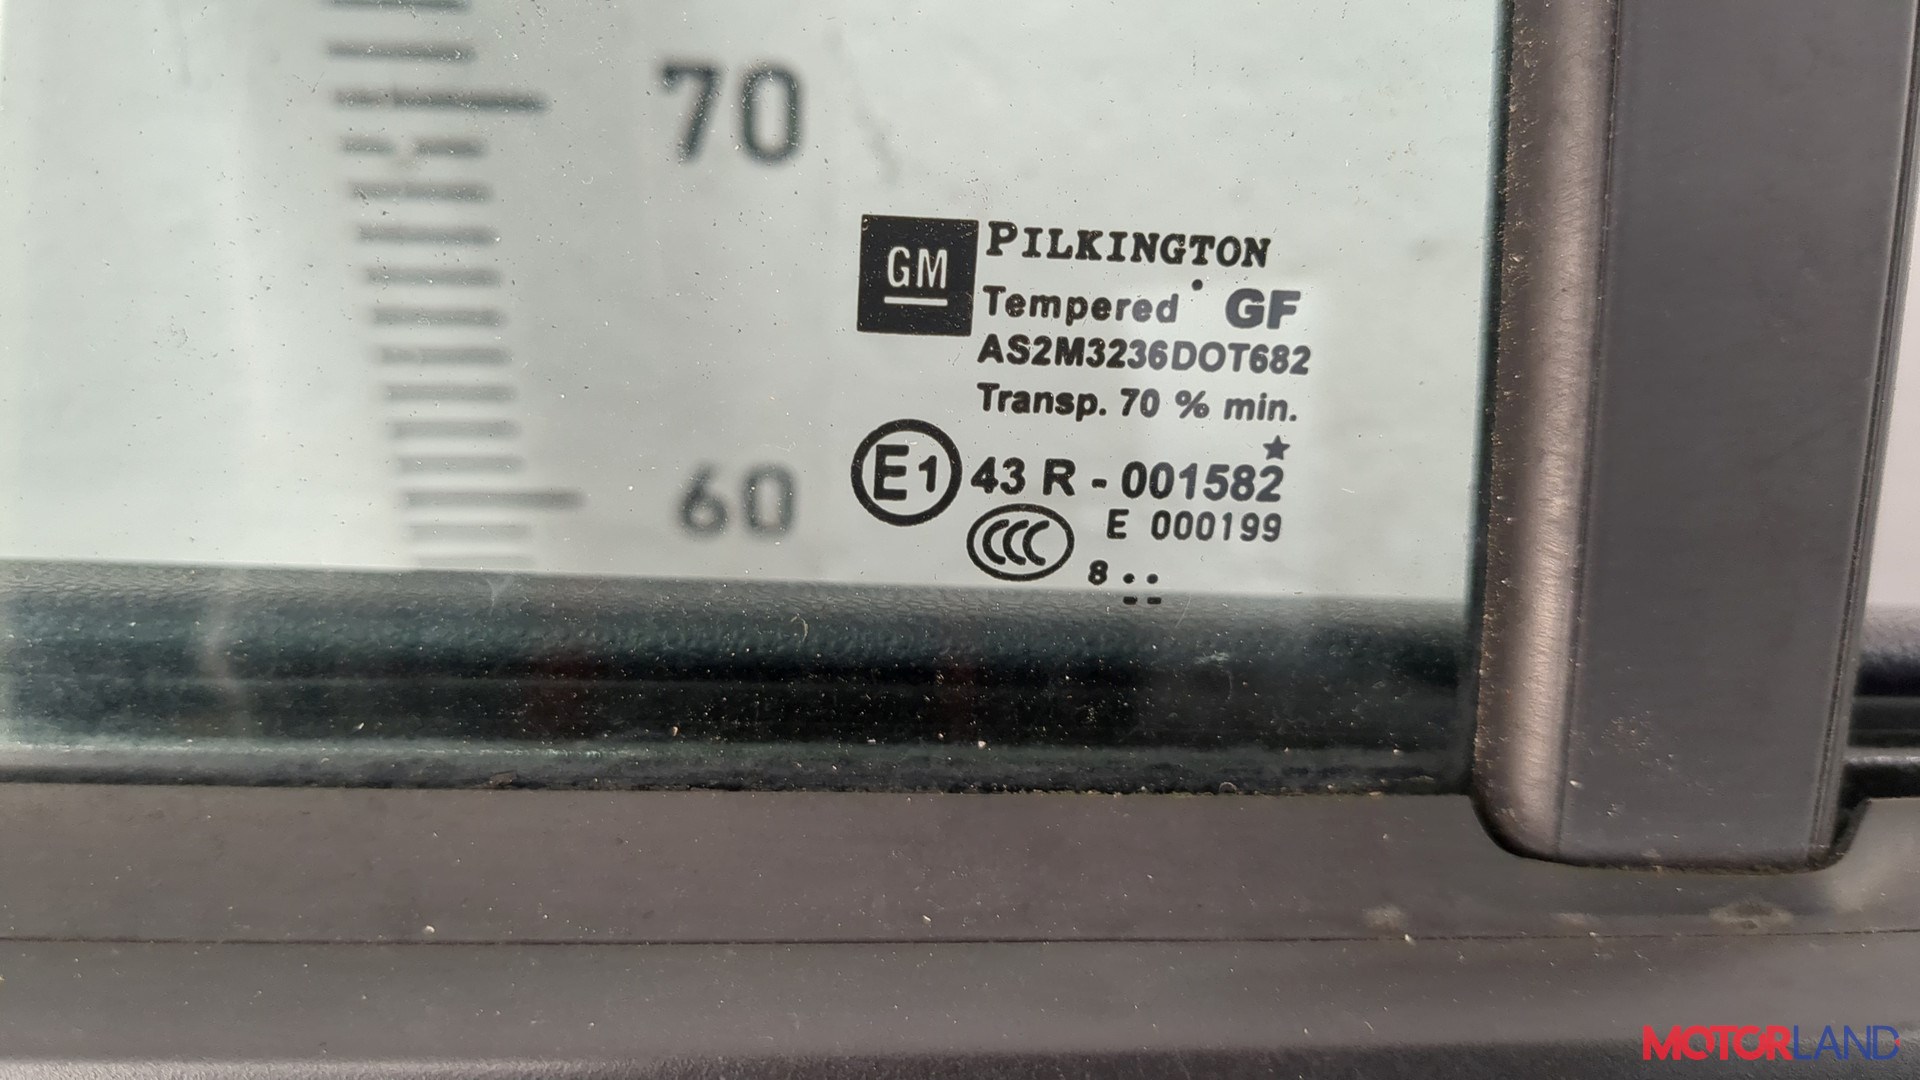 70
60
GM
PILKINGTON
Tempered GF
AS2M3236DOT682
Transp. 70 % min.
E1 43 R - 001582
CCC E 000199
8
MOTORLAND